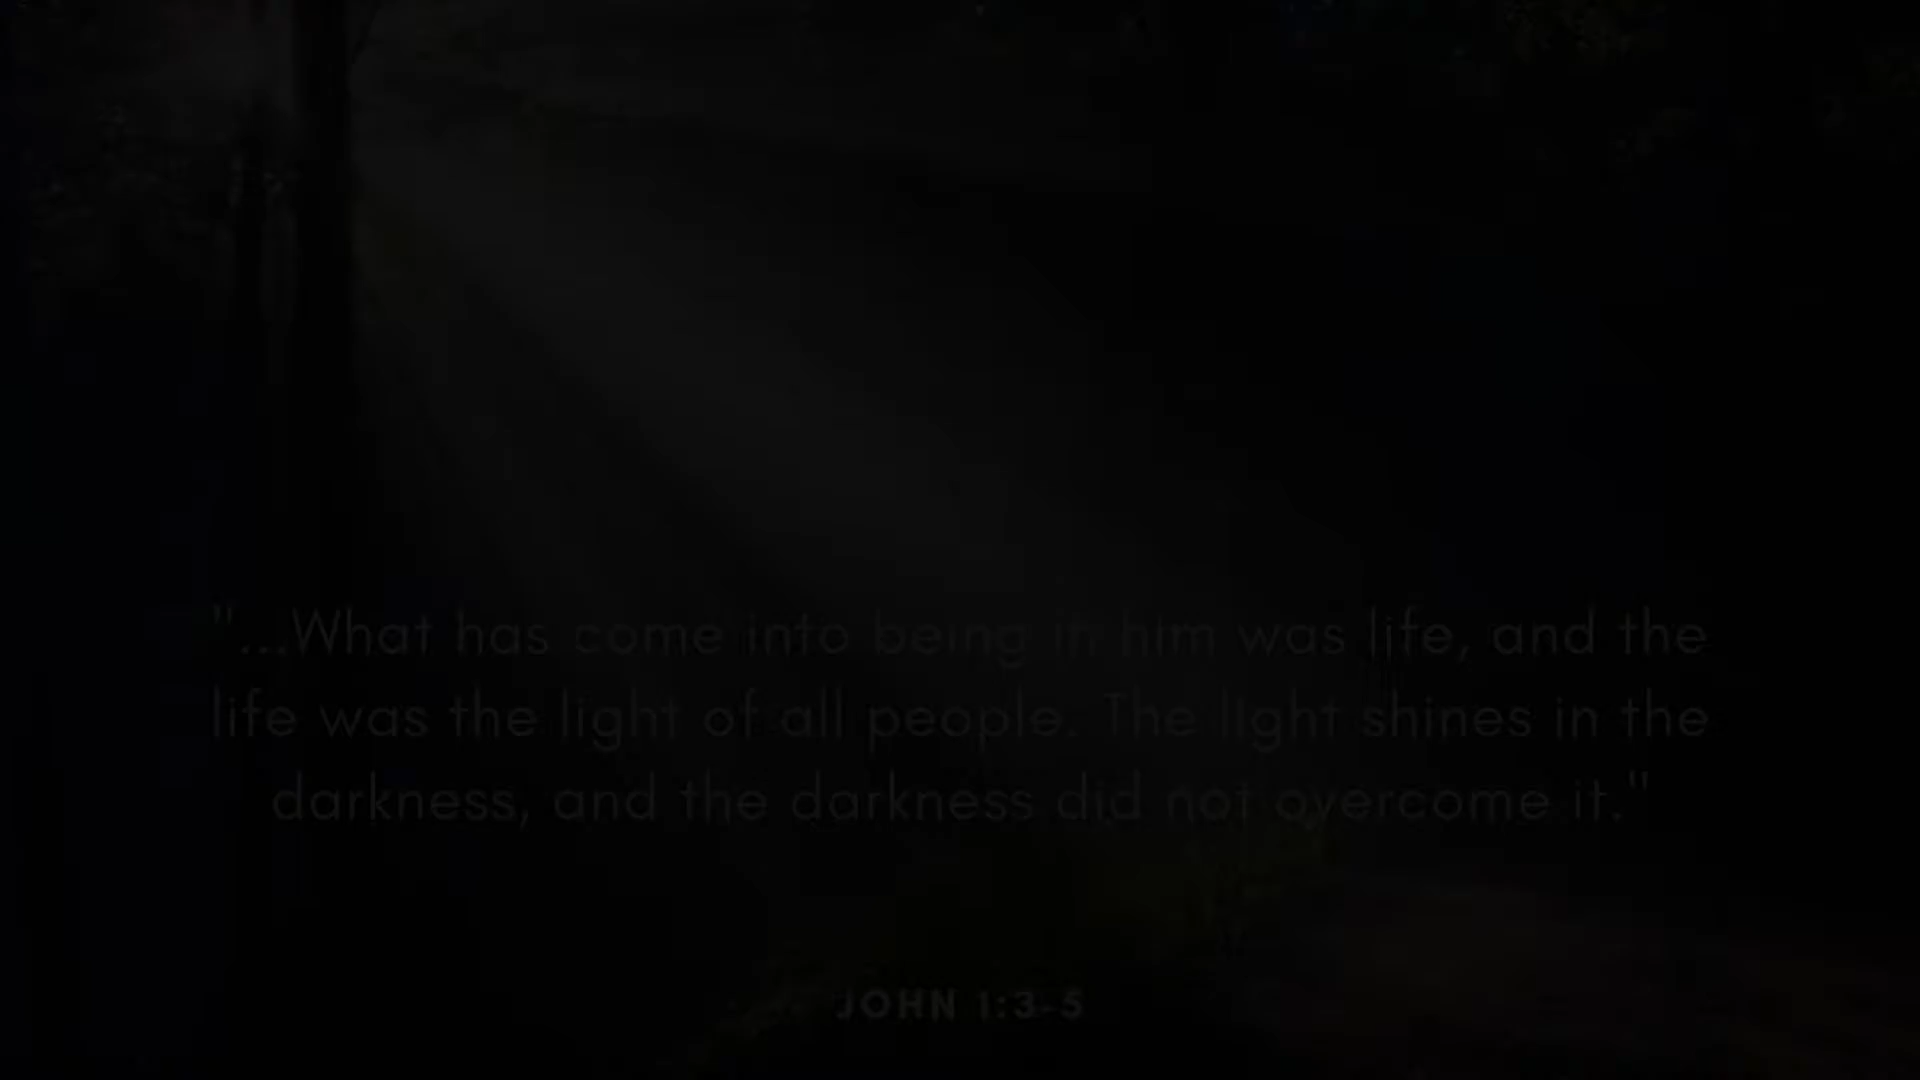 "...What has come into being in him was life, and the
life was the light of all people. The light shines in the
darkness, and the darkness did not overcome it."
JOHN 1:3-5